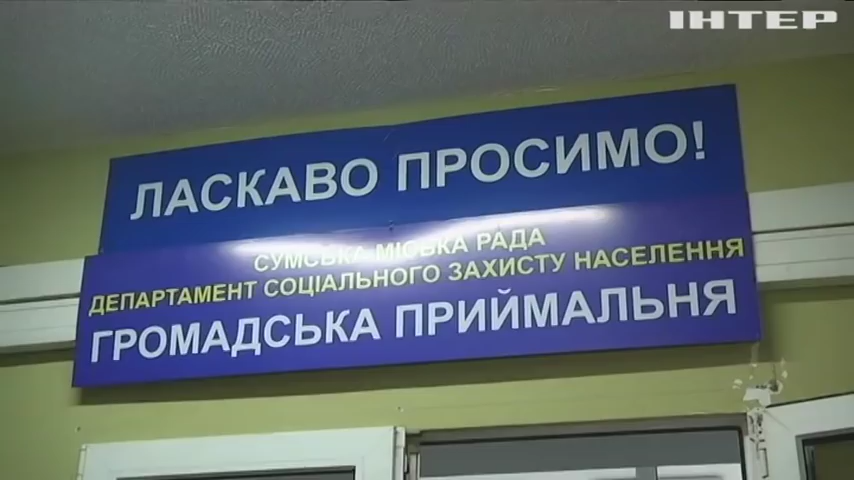 ІНТЕР
ЛАСКАВО ПРОСИМО!
СУМСЬКА МІСЬКА РАДА
ДЕПАРТАМЕНТ СОЦІАЛЬНОГО ЗАХИСТУ НАСЕЛЕННЯ
ГРОМАДСЬКА ПРИЙМАЛЬНЯ